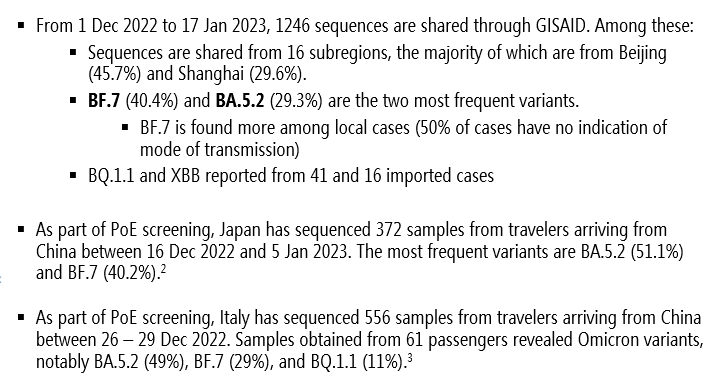 ▪ From 1 Dec 2022 to 17 Jan 2023, 1246 sequences are shared through GISAID. Among these:
▪ Sequences are shared from 16 subregions, the majority of which are from Beijing
(45.7%) and Shanghai (29.6%).
▪ BF.7 (40.4%) and BA.5.2 (29.3%) are the two most frequent variants.
▪ BF.7 is found more among local cases (50% of cases have no indication of
mode of transmission)
▪ BQ.1.1 and XBB reported from 41 and 16 imported cases
▪ As part of PoE screening, Japan has sequenced 372 samples from travelers arriving from
China between 16 Dec 2022 and 5 Jan 2023. The most frequent variants are BA.5.2 (51.1%)
and BF.7 (40.2%).²
▪ As part of PoE screening, Italy has sequenced 556 samples from travelers arriving from China
between 26 – 29 Dec 2022. Samples obtained from 61 passengers revealed Omicron variants,
notably BA.5.2 (49%), BF.7 (29%), and BQ.1.1 (11%).³